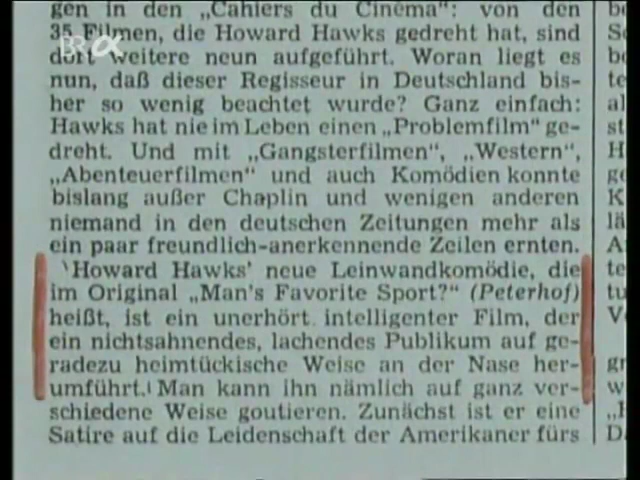 gen in den „Cahiers du Cinéma": von den
35 Filmen, die Howard Hawks gedreht hat, sind
dort weitere neun aufgeführt. Woran liegt es
nun, daß dieser Regisseur in Deutschland bis-
her so wenig beachtet wurde? Ganz einfach:
Hawks hat nie im Leben einen „Problemfilm" ge-
dreht. Und mit „Gangsterfilmen", „Western",
„Abenteuerfilmen" und auch Komödien konnte
bislang außer Chaplin und wenigen anderen
niemand in den deutschen Zeitungen mehr als
ein paar freundlich-anerkennende Zeilen ernten.
Howard Hawks' neue Leinwandkomödie, die
im Original „Man's Favorite Sport?" (Peterhof)
heißt, ist ein unerhört intelligenter Film, der
ein nichtsahnendes, lachendes Publikum auf ge-
radezu heimtückische Weise an der Nase her-
umführt. Man kann ihn nämlich auf ganz ver-
schiedene Weise goutieren. Zunächst ist er eine
Satire auf die Leidenschaft der Amerikaner fürs
BR α